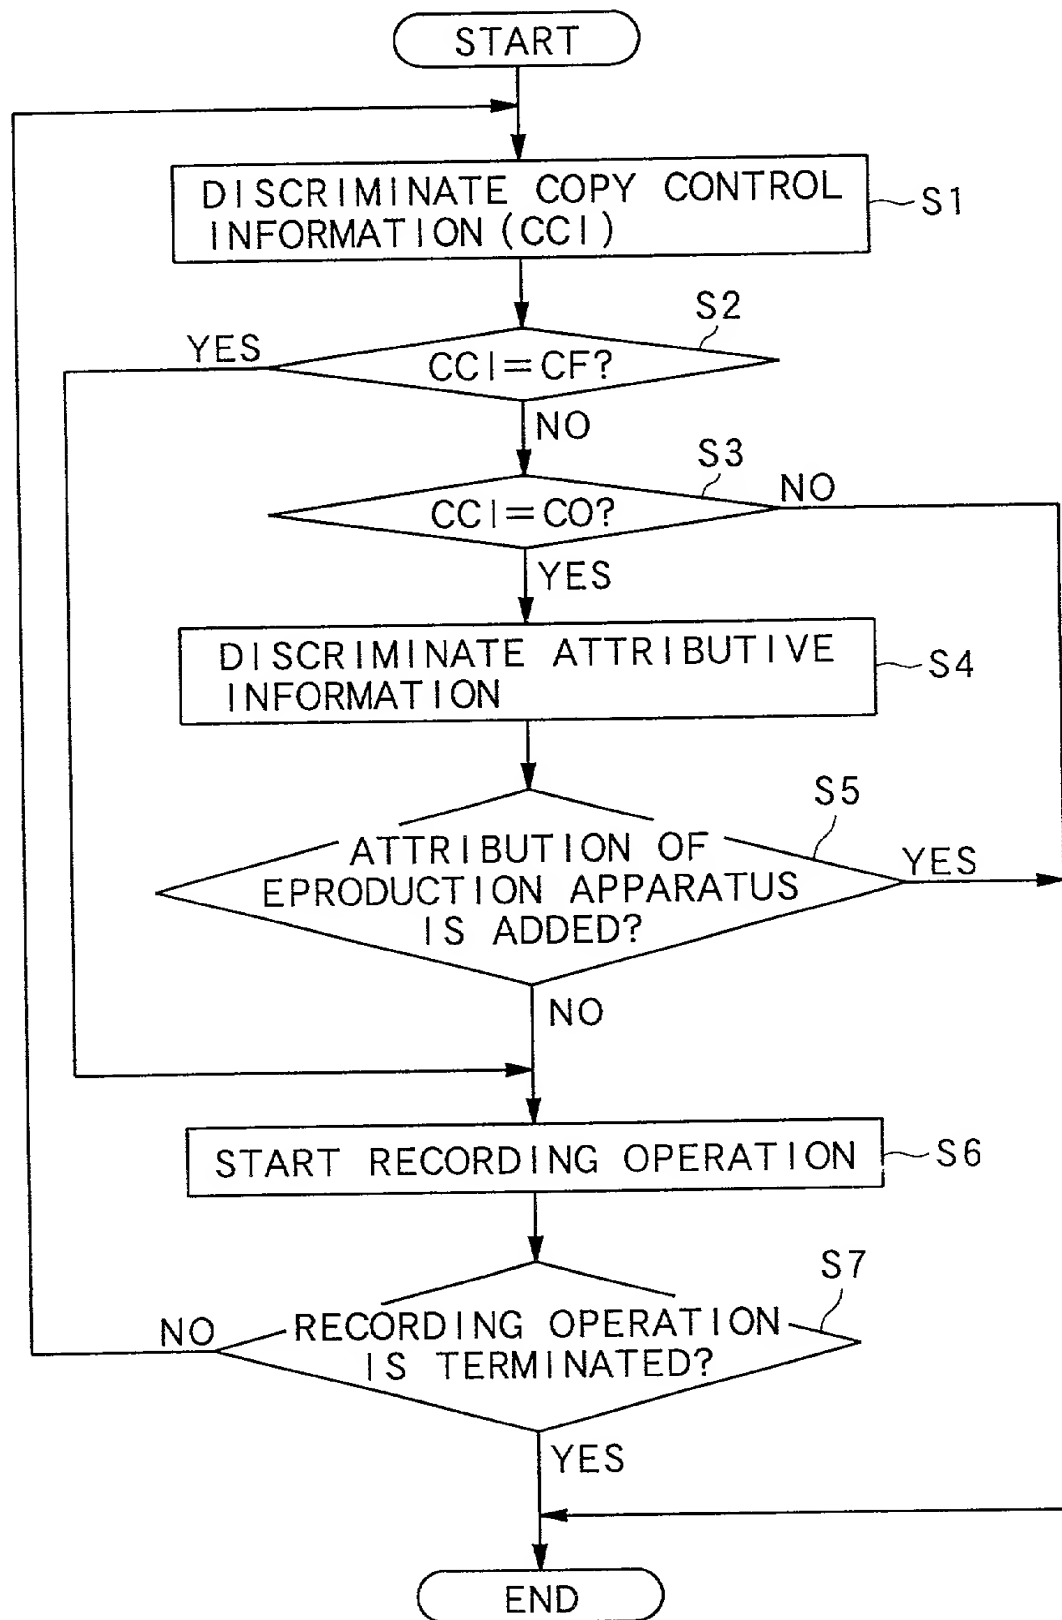 START
DISCRIMINATE COPY CONTROL
INFORMATION (CCI)
S1
S2
YES
CCI=CF?
NO
S3
CCI=CO?
NO
YES
DISCRIMINATE ATTRIBUTIVE
INFORMATION
S4
S5
ATTRIBUTION OF
EPRODUCTION APPARATUS
IS ADDED?
YES
NO
START RECORDING OPERATION
S6
S7
NO
RECORDING OPERATION
IS TERMINATED?
YES
END